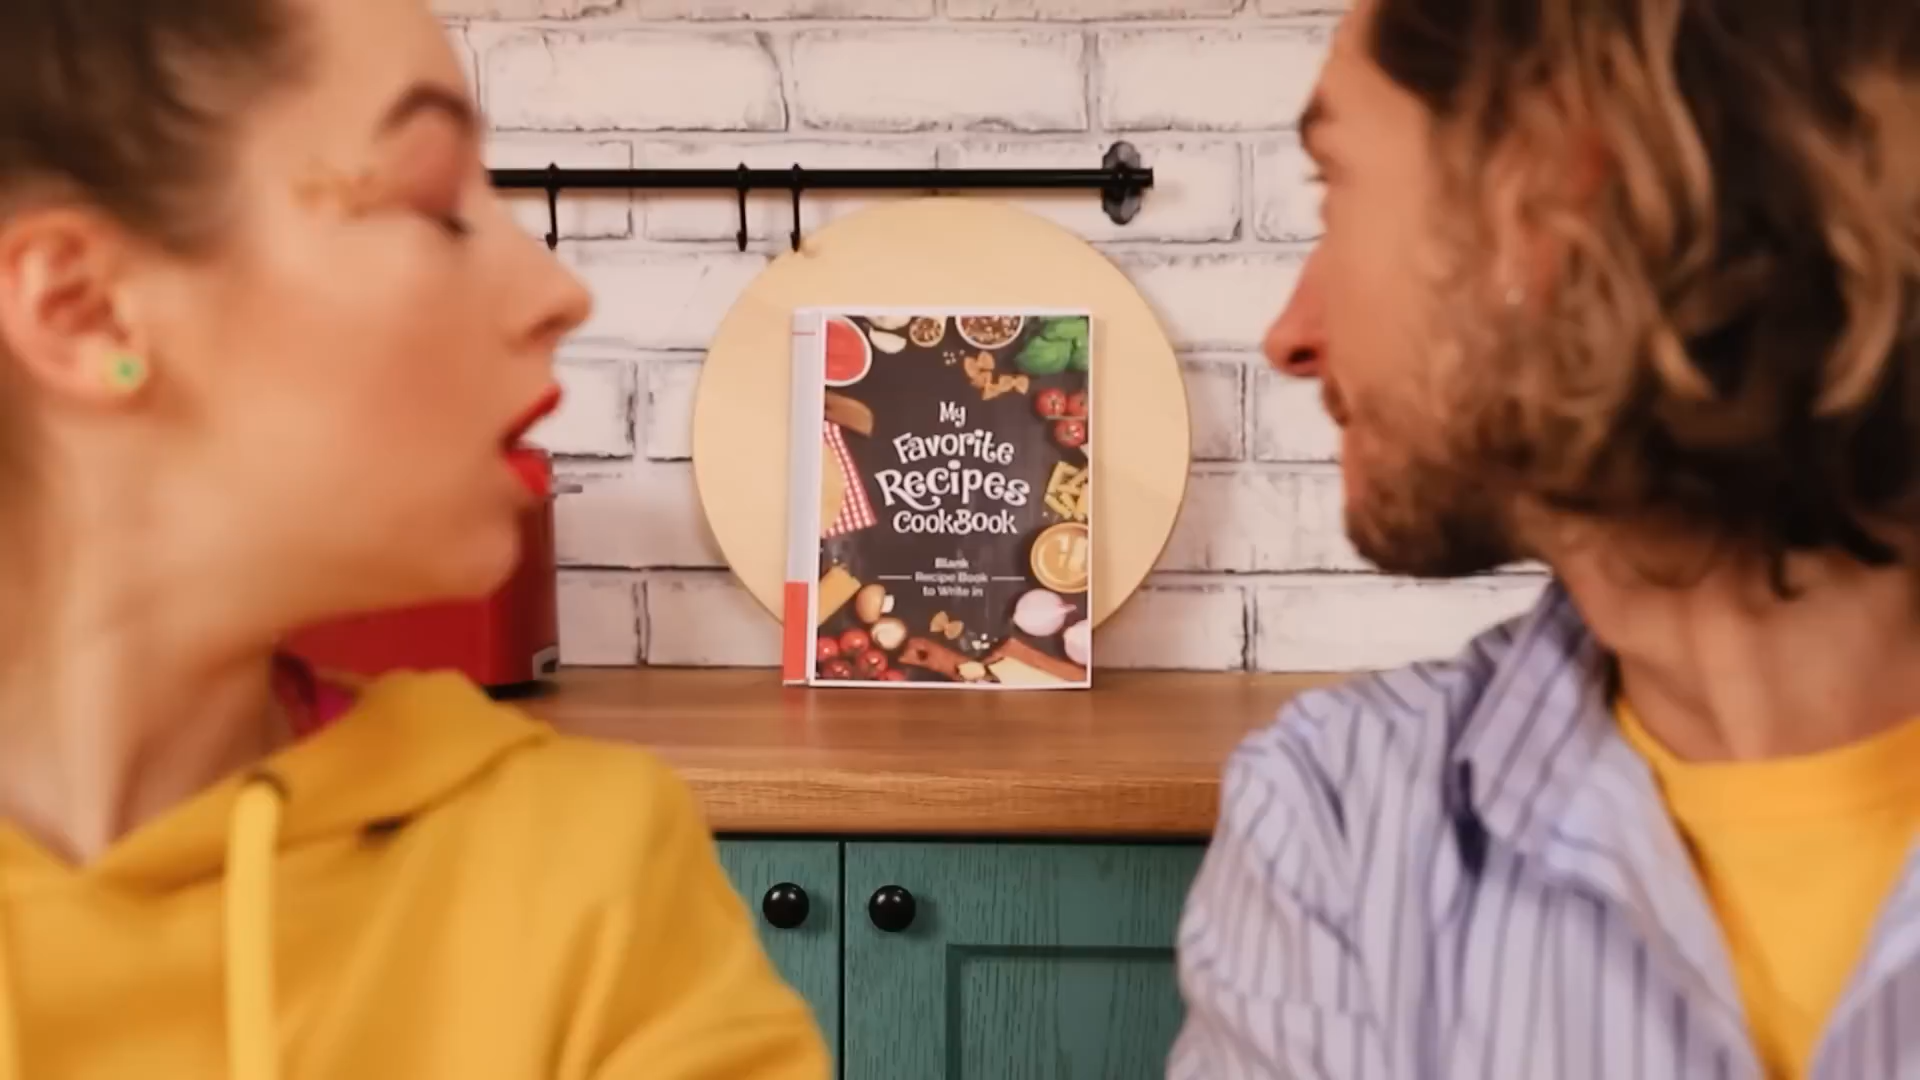 My
Favorite
Recipes
CookBook
Blank
Recipe Book
to Write in